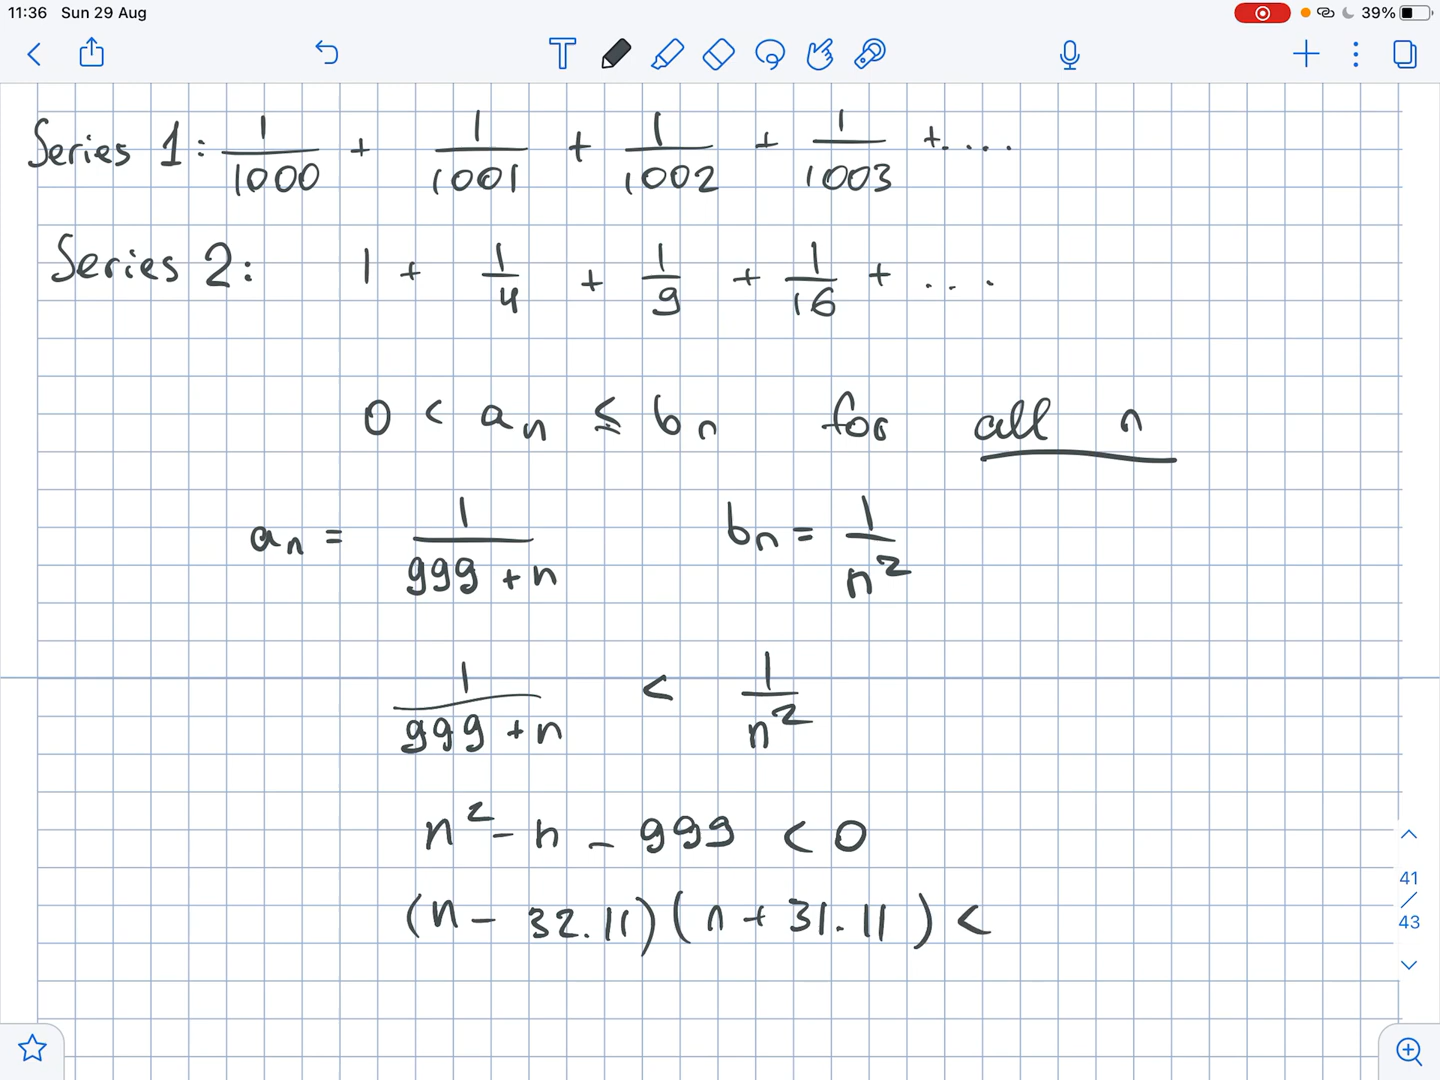 11:36 Sun 29 Aug 39%
T
Series 1: 1/1000 + 1/1001 + 1/1002 + 1/1003 + ....
Series 2: 1 + 1/4 + 1/9 + 1/16 + ...
0 < aₙ ≤ bₙ for all n
aₙ = 1/(999 + n) bₙ = 1/n²
1/(999 + n) < 1/n²
n² - n - 999 < 0
(n - 32.11)(n + 31.11) <
41
/
43